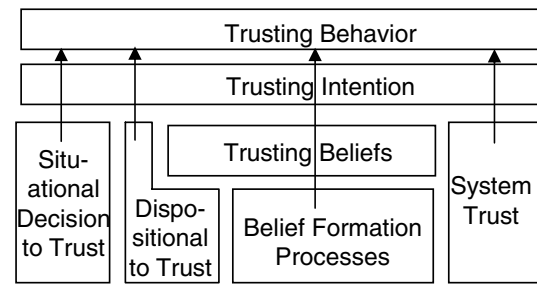 Trusting Behavior
Trusting Intention
Trusting Beliefs
Situ-
ational
Decision
to Trust
Dispo-
sitional
to Trust
Belief Formation
Processes
System
Trust